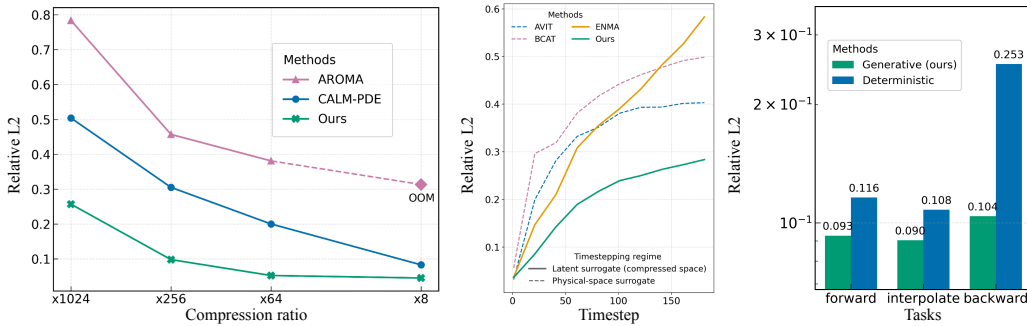 0.8
0.7
0.6
0.5
0.4
0.3
0.2
0.1
Relative L2
Methods
AROMA
CALM-PDE
Ours
OOM
x1024
x256
x64
x8
Compression ratio
Methods
AVIT
BCAT
ENMA
Ours
0.6
0.5
0.4
0.3
0.2
0.1
Relative L2
Timestepping regime
Latent surrogate (compressed space)
Physical-space surrogate
0
50
100
150
Timestep
3 × 10⁻¹
2 × 10⁻¹
10⁻¹
Relative L2
Methods
Generative (ours)
Deterministic
0.093
0.116
0.090
0.108
0.104
0.253
forward
interpolate
backward
Tasks